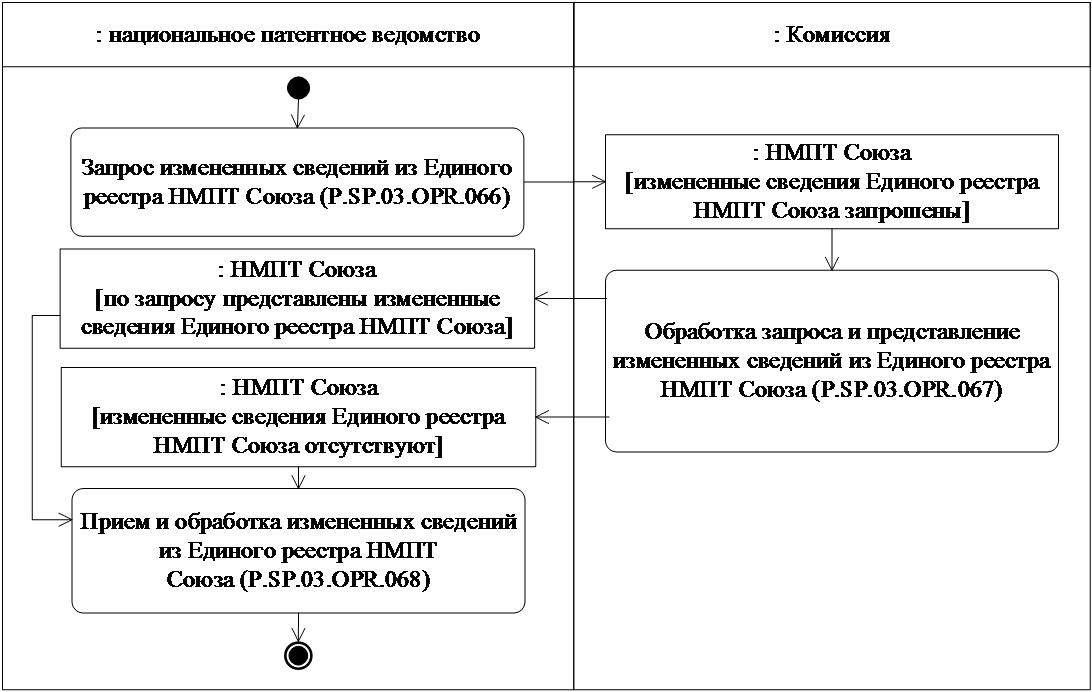 : национальное патентное ведомство
: Комиссия
Запрос измененных сведений из Единого
реестра НМПТ Союза (P.SP.03.OPR.066)
: НМПТ Союза
[измененные сведения Единого реестра
НМПТ Союза запрошены]
: НМПТ Союза
[по запросу представлены измененные
сведения Единого реестра НМПТ Союза]
Обработка запроса и представление
измененных сведений из Единого реестра
НМПТ Союза (P.SP.03.OPR.067)
: НМПТ Союза
[измененные сведения Единого реестра
НМПТ Союза отсутствуют]
Прием и обработка измененных сведений
из Единого реестра НМПТ
Союза (P.SP.03.OPR.068)